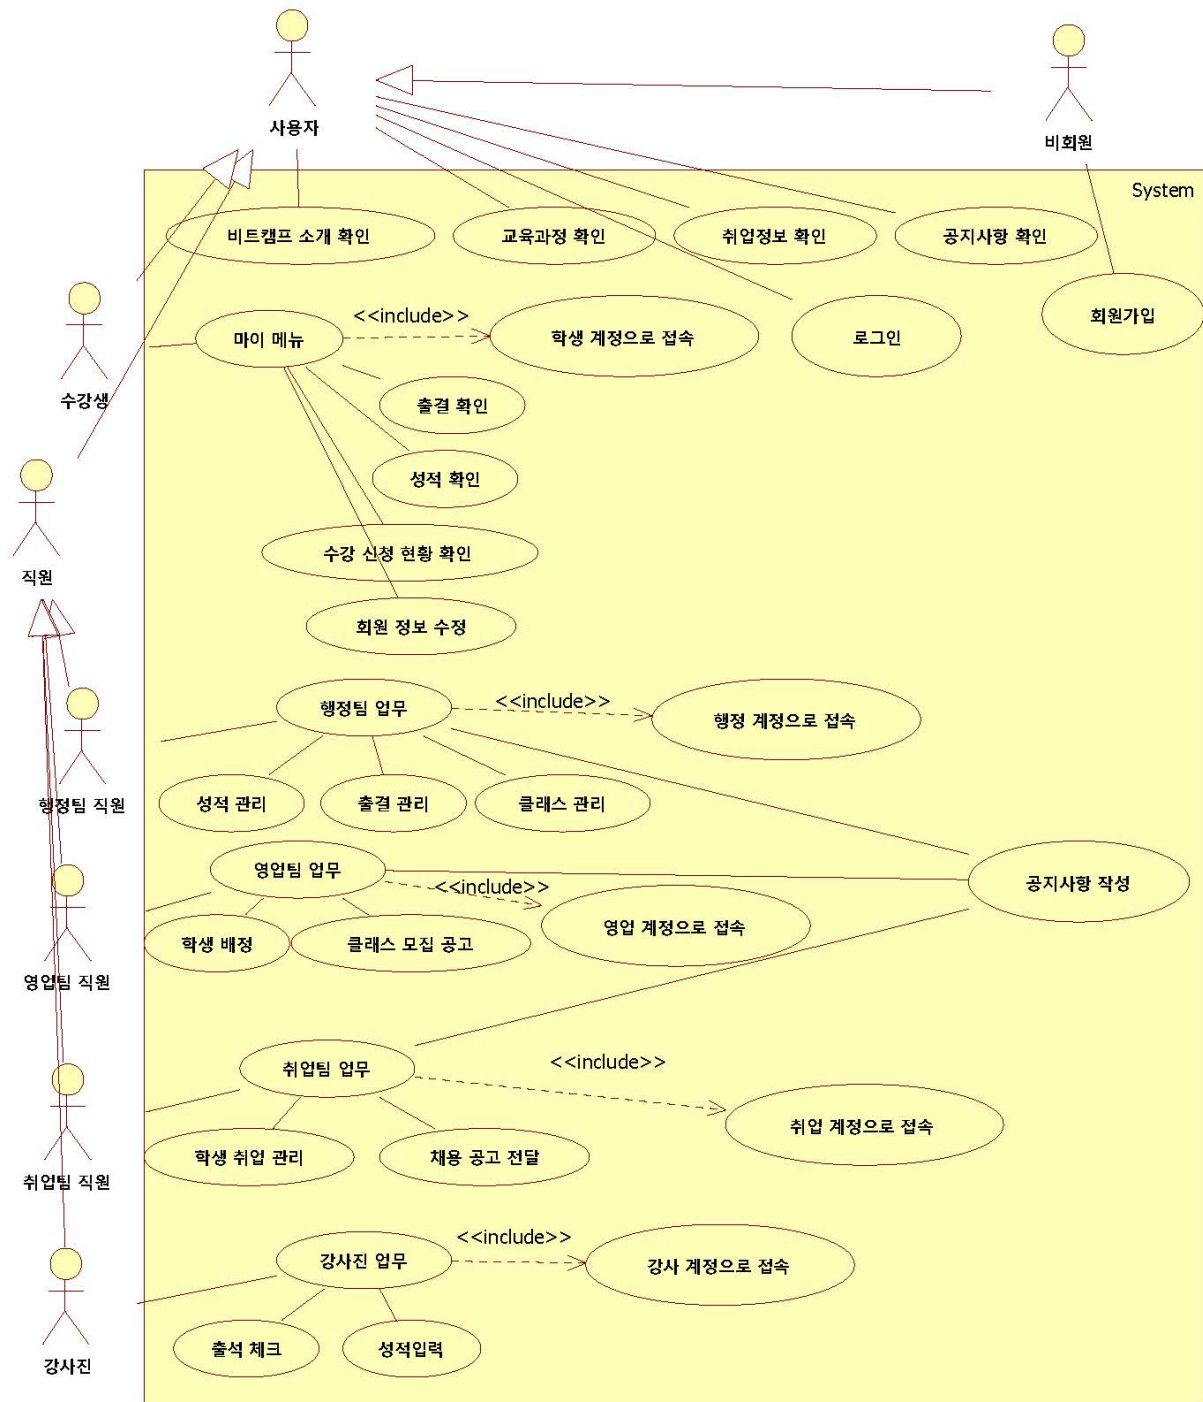 사용자
비회원
System
비트캠프 소개 확인
교육과정 확인
취업정보 확인
공지사항 확인
회원가입
<<include>>
마이 메뉴
학생 계정으로 접속
로그인
수강생
출결 확인
성적 확인
수강 신청 현황 확인
직원
회원 정보 수정
<<include>>
행정팀 업무
행정 계정으로 접속
행정팀 직원
성적 관리
출결 관리
클래스 관리
영업팀 업무
<<include>>
공지사항 작성
영업 계정으로 접속
학생 배정
클래스 모집 공고
영업팀 직원
<<include>>
취업팀 업무
취업 계정으로 접속
학생 취업 관리
채용 공고 전달
취업팀 직원
<<include>>
강사진 업무
강사 계정으로 접속
출석 체크
성적입력
강사진